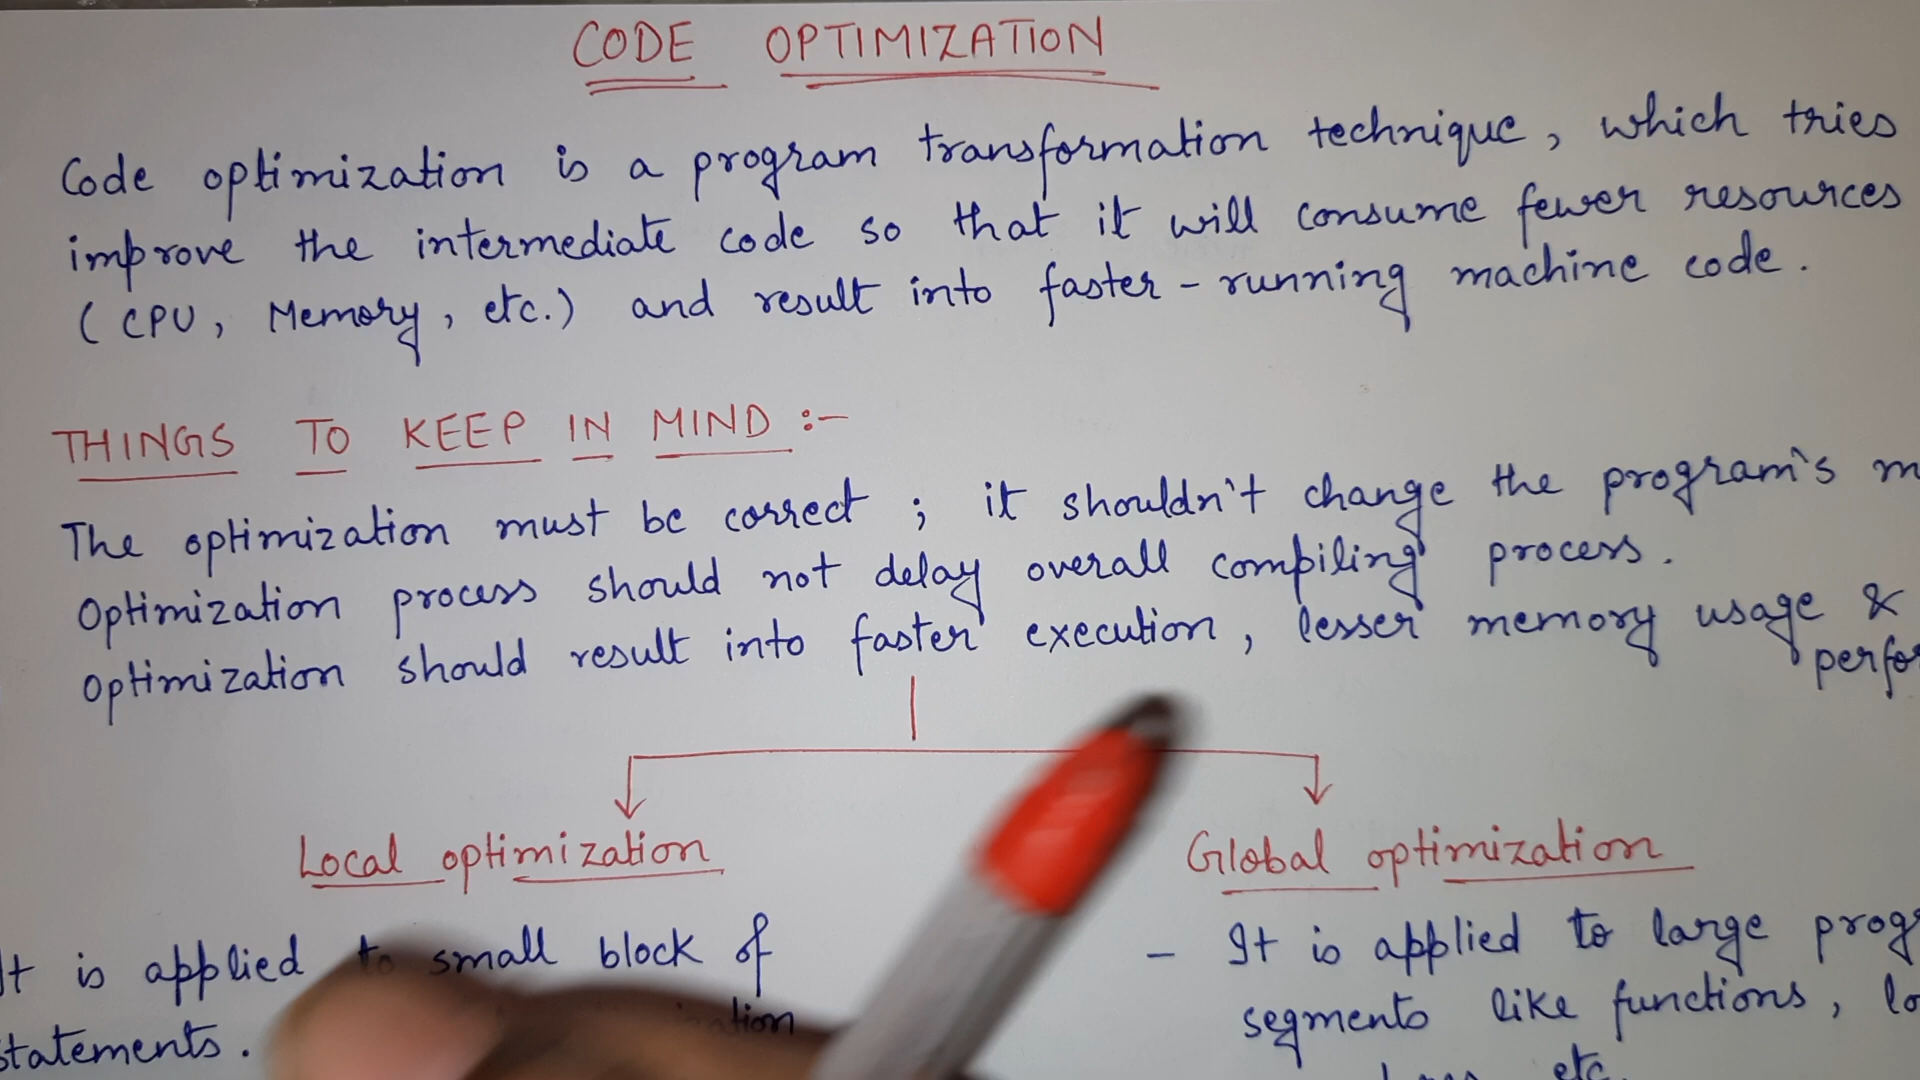 CODE OPTIMIZATION
Code optimization is a program transformation technique, which tries
improve the intermediate code so that it will consume fewer resources
(CPU, Memory, etc.) and result into faster-running machine code.
THINGS TO KEEP IN MIND :-
The optimization must be correct ; it shouldn't change the program's
Optimization process should not delay overall compiling process.
Optimization should result into faster execution, lesser memory usage &
Local optimization
Global optimization
It is applied to small block of
statements.
- It is applied to large
segments like functions,
etc.